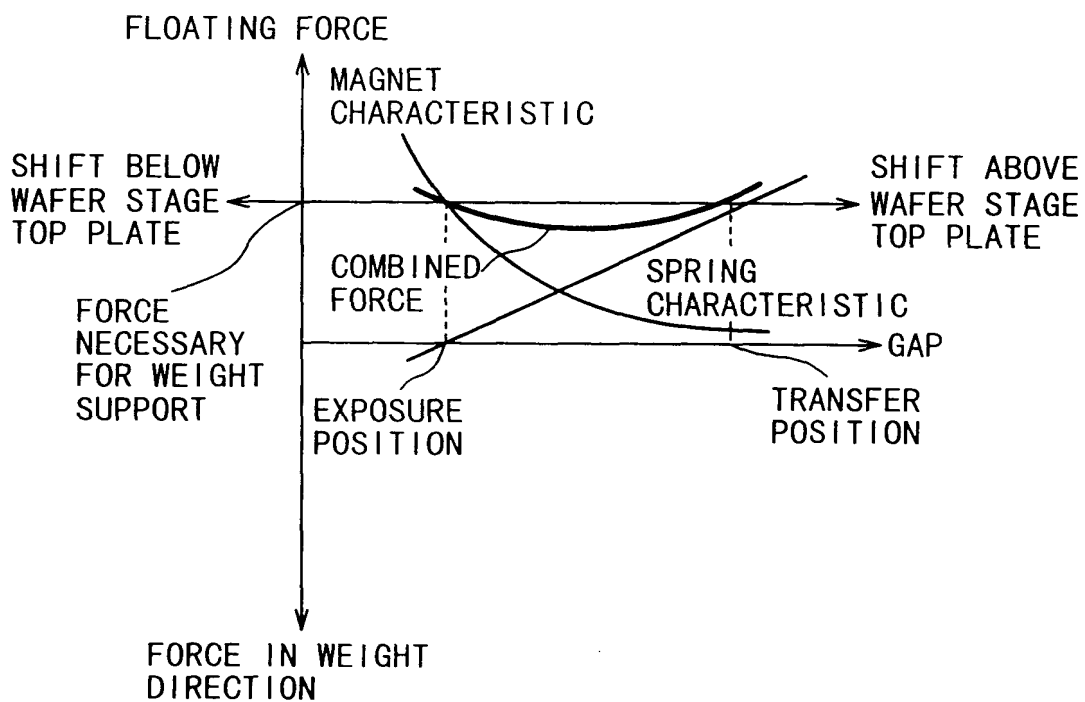 FLOATING FORCE
MAGNET
CHARACTERISTIC
SHIFT BELOW
WAFER STAGE
TOP PLATE
SHIFT ABOVE
WAFER STAGE
TOP PLATE
COMBINED
FORCE
SPRING
CHARACTERISTIC
FORCE
NECESSARY
FOR WEIGHT
SUPPORT
GAP
EXPOSURE
POSITION
TRANSFER
POSITION
FORCE IN WEIGHT
DIRECTION